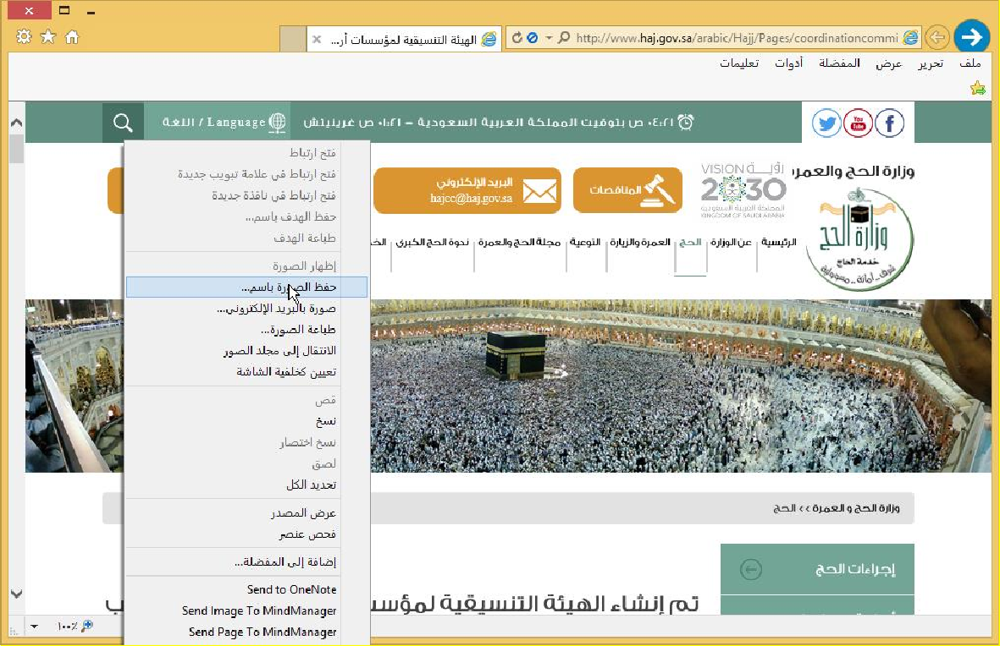 الهيئة التنسيقية لمؤسسات أر...
http://www.haj.gov.sa/arabic/Hajj/Pages/coordinationcommi
ملف تحرير عرض المفضلة أدوات تعليمات
٠٤:٢١ ص بتوقيت المملكة العربية السعودية – ٠١:٢١ ص غرينيتش
اللغة / Language
You Tube
وزارة الحج والعمر
رؤيــة VISION
2030
المملكة العربية السعودية
KINGDOM OF SAUDI ARABIA
المناقصات
البريد الإلكتروني
hajcc@haj.gov.sa
وزارة الحج
خدمة الحاج
شرف.. أمانة.. مسؤولية
الرئيسية عن الوزارة الحج العمرة والزيارة التوعية مجلة الحج والعمرة ندوة الحج الكبرى الخد
فتح ارتباط
فتح ارتباط في علامة تبويب جديدة
فتح ارتباط في نافذة جديدة
حفظ الهدف باسم...
طباعة الهدف
إظهار الصورة
حفظ الصورة باسم...
صورة بالبريد الإلكتروني...
طباعة الصورة...
الانتقال إلى مجلد الصور
تعيين كخلفية الشاشة
قص
نسخ
نسخ اختصار
لصق
تحديد الكل
عرض المصدر
فحص عنصر
إضافة إلى المفضلة...
Send to OneNote
Send Image To MindManager
Send Page To MindManager
وزارة الحج و العمرة >> الحج
إجراءات الحج
تم إنشاء الهيئة التنسيقية لمؤسس
١٠٠٪